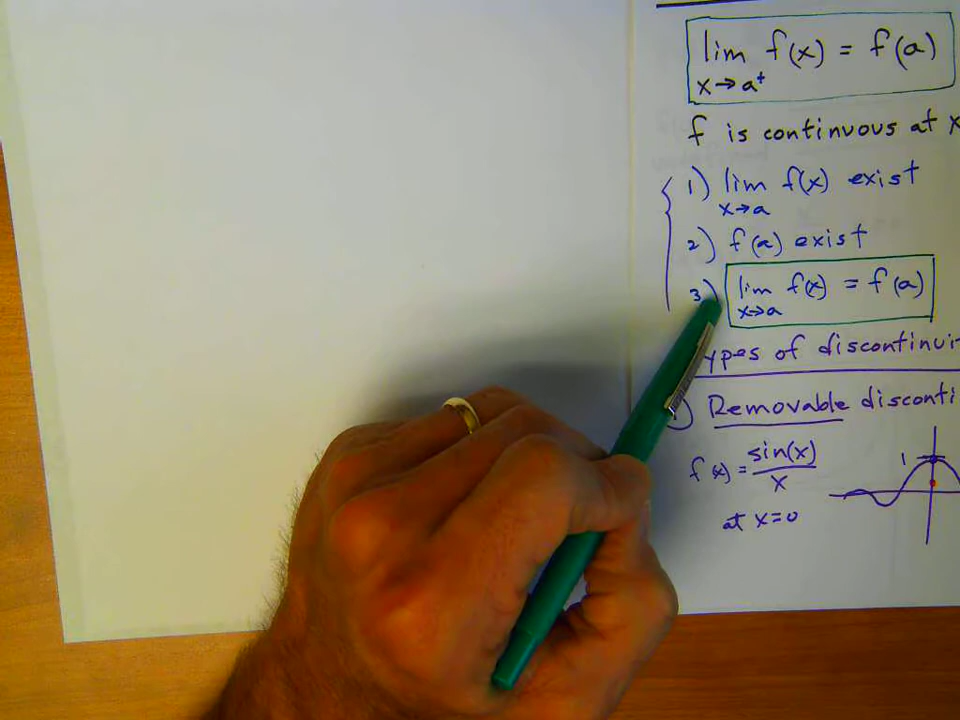 lim f(x) = f(a)
x→a⁺
f is continuous at x
1) lim f(x) exist
x→a
2) f(a) exist
3) lim f(x) = f(a)
x→a
ypes of discontinui
) Removable disconti
f(x) = sin(x)/x
1
at x=0